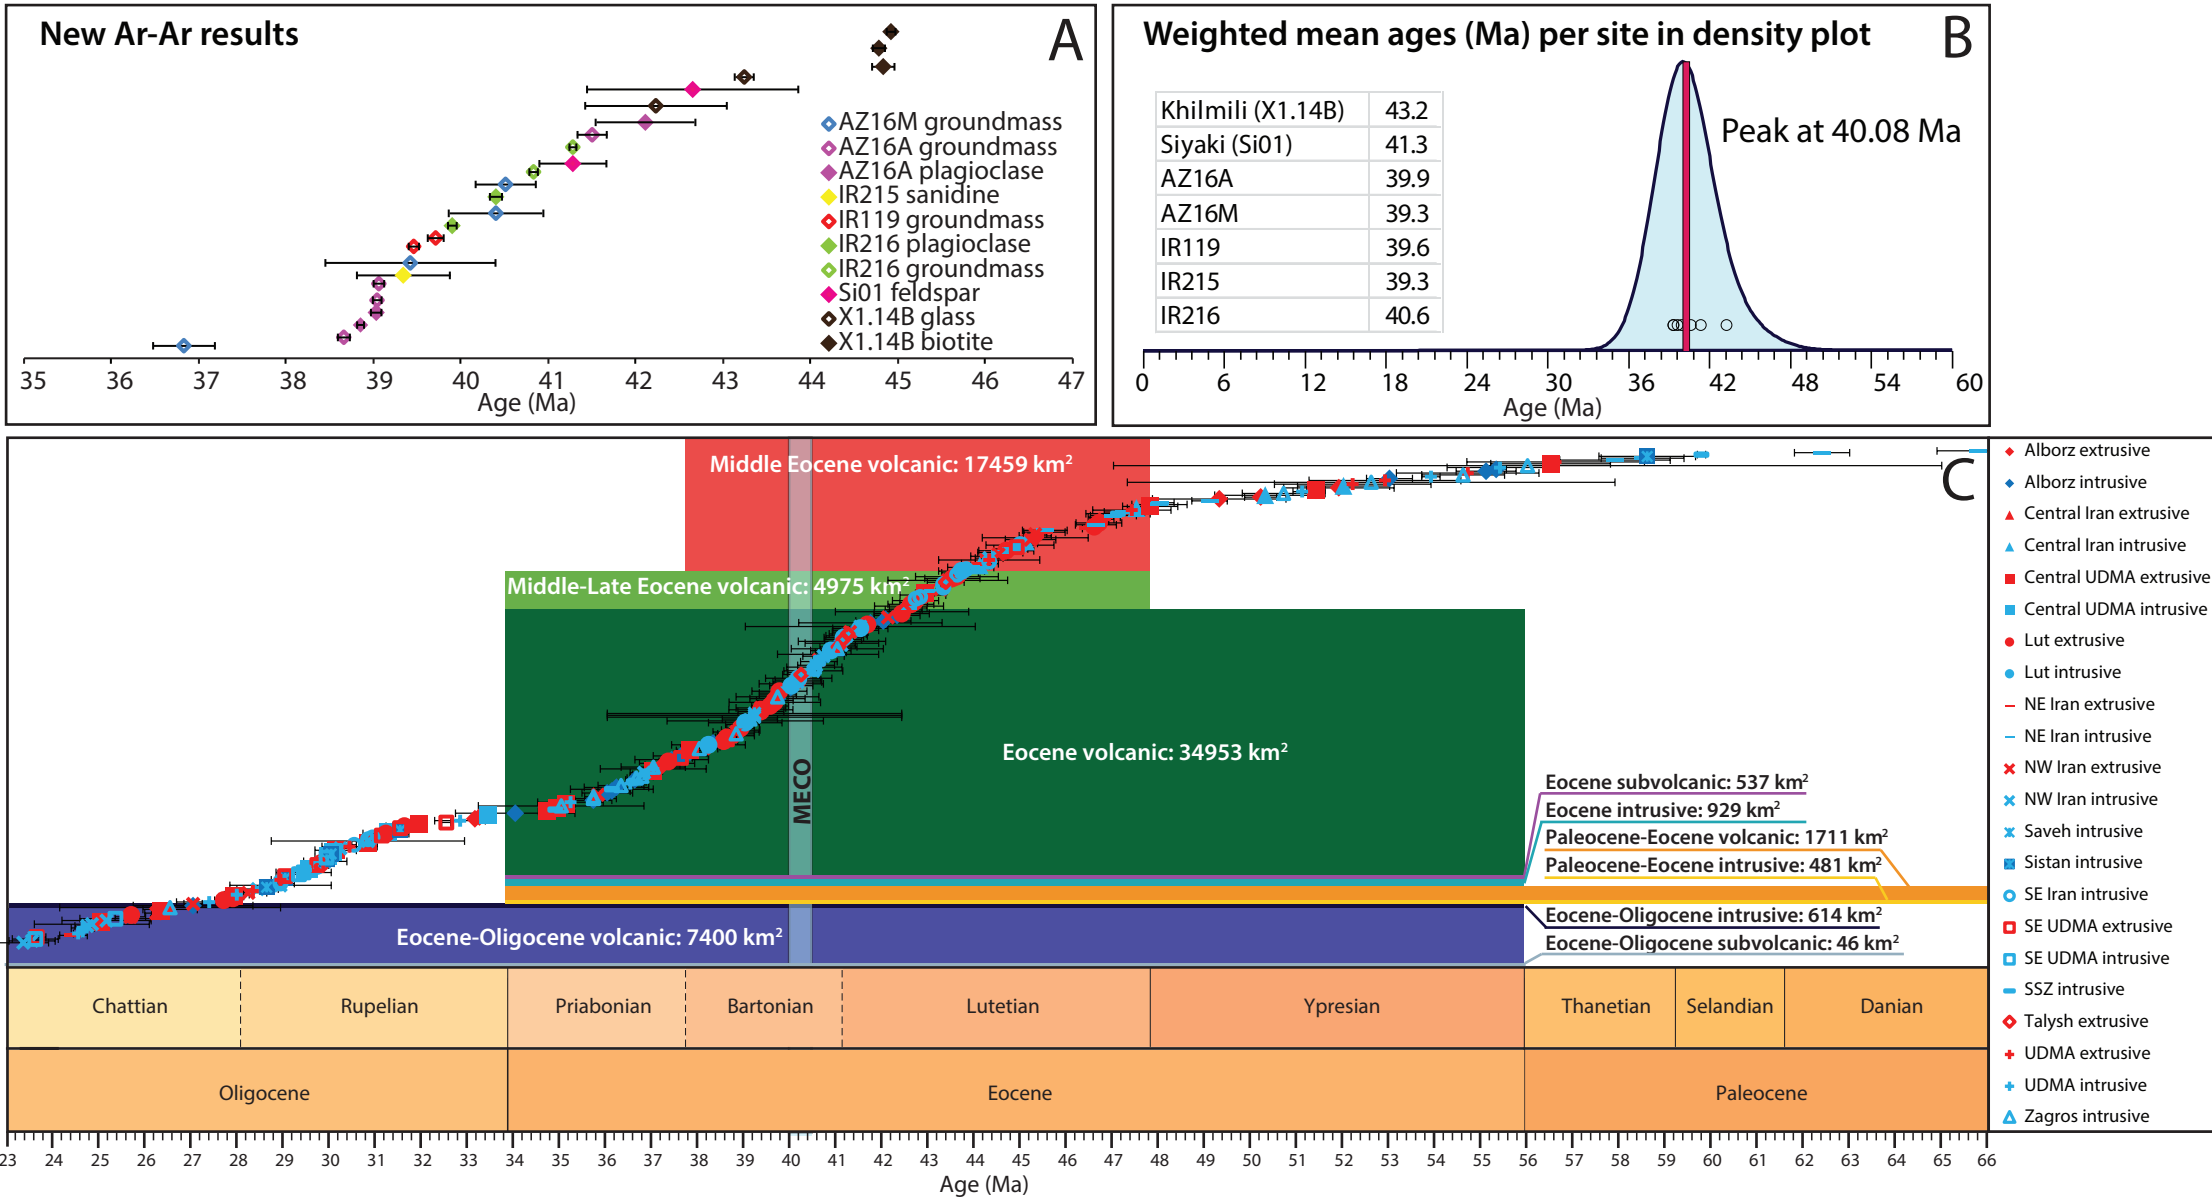 New Ar-Ar results
A
AZ16M groundmass
AZ16A groundmass
AZ16A plagioclase
IR215 sanidine
IR119 groundmass
IR216 plagioclase
IR216 groundmass
Si01 feldspar
X1.14B glass
X1.14B biotite
35 36 37 38 39 40 41 42 43 44 45 46 47
Age (Ma)
Weighted mean ages (Ma) per site in density plot
B
Khilmili (X1.14B) 43.2
Siyaki (Si01) 41.3
AZ16A 39.9
AZ16M 39.3
IR119 39.6
IR215 39.3
IR216 40.6
Peak at 40.08 Ma
0 6 12 18 24 30 36 42 48 54 60
Age (Ma)
C
Middle Eocene volcanic: 17459 km²
Middle-Late Eocene volcanic: 4975 km²
Eocene volcanic: 34953 km²
MECO
Eocene subvolcanic: 537 km²
Eocene intrusive: 929 km²
Paleocene-Eocene volcanic: 1711 km²
Paleocene-Eocene intrusive: 481 km²
Eocene-Oligocene intrusive: 614 km²
Eocene-Oligocene volcanic: 7400 km²
Eocene-Oligocene subvolcanic: 46 km²
Chattian Rupelian Priabonian Bartonian Lutetian Ypresian Thanetian Selandian Danian
Oligocene Eocene Paleocene
23 24 25 26 27 28 29 30 31 32 33 34 35 36 37 38 39 40 41 42 43 44 45 46 47 48 49 50 51 52 53 54 55 56 57 58 59 60 61 62 63 64 65 66
Age (Ma)
Alborz extrusive
Alborz intrusive
Central Iran extrusive
Central Iran intrusive
Central UDMA extrusive
Central UDMA intrusive
Lut extrusive
Lut intrusive
NE Iran extrusive
NE Iran intrusive
NW Iran extrusive
NW Iran intrusive
Saveh intrusive
Sistan intrusive
SE Iran intrusive
SE UDMA extrusive
SE UDMA intrusive
SSZ intrusive
Talysh extrusive
UDMA extrusive
UDMA intrusive
Zagros intrusive